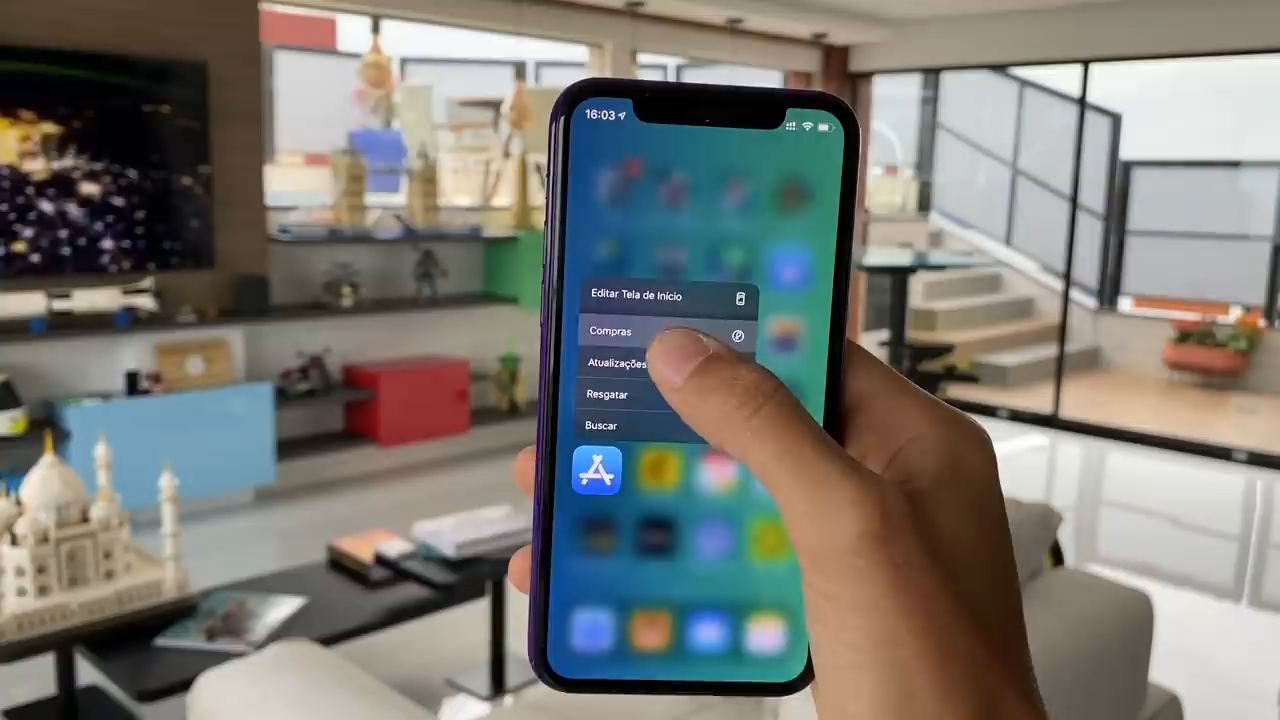 16:03
Editar Tela de Início
Compras
Atualizações
Resgatar
Buscar